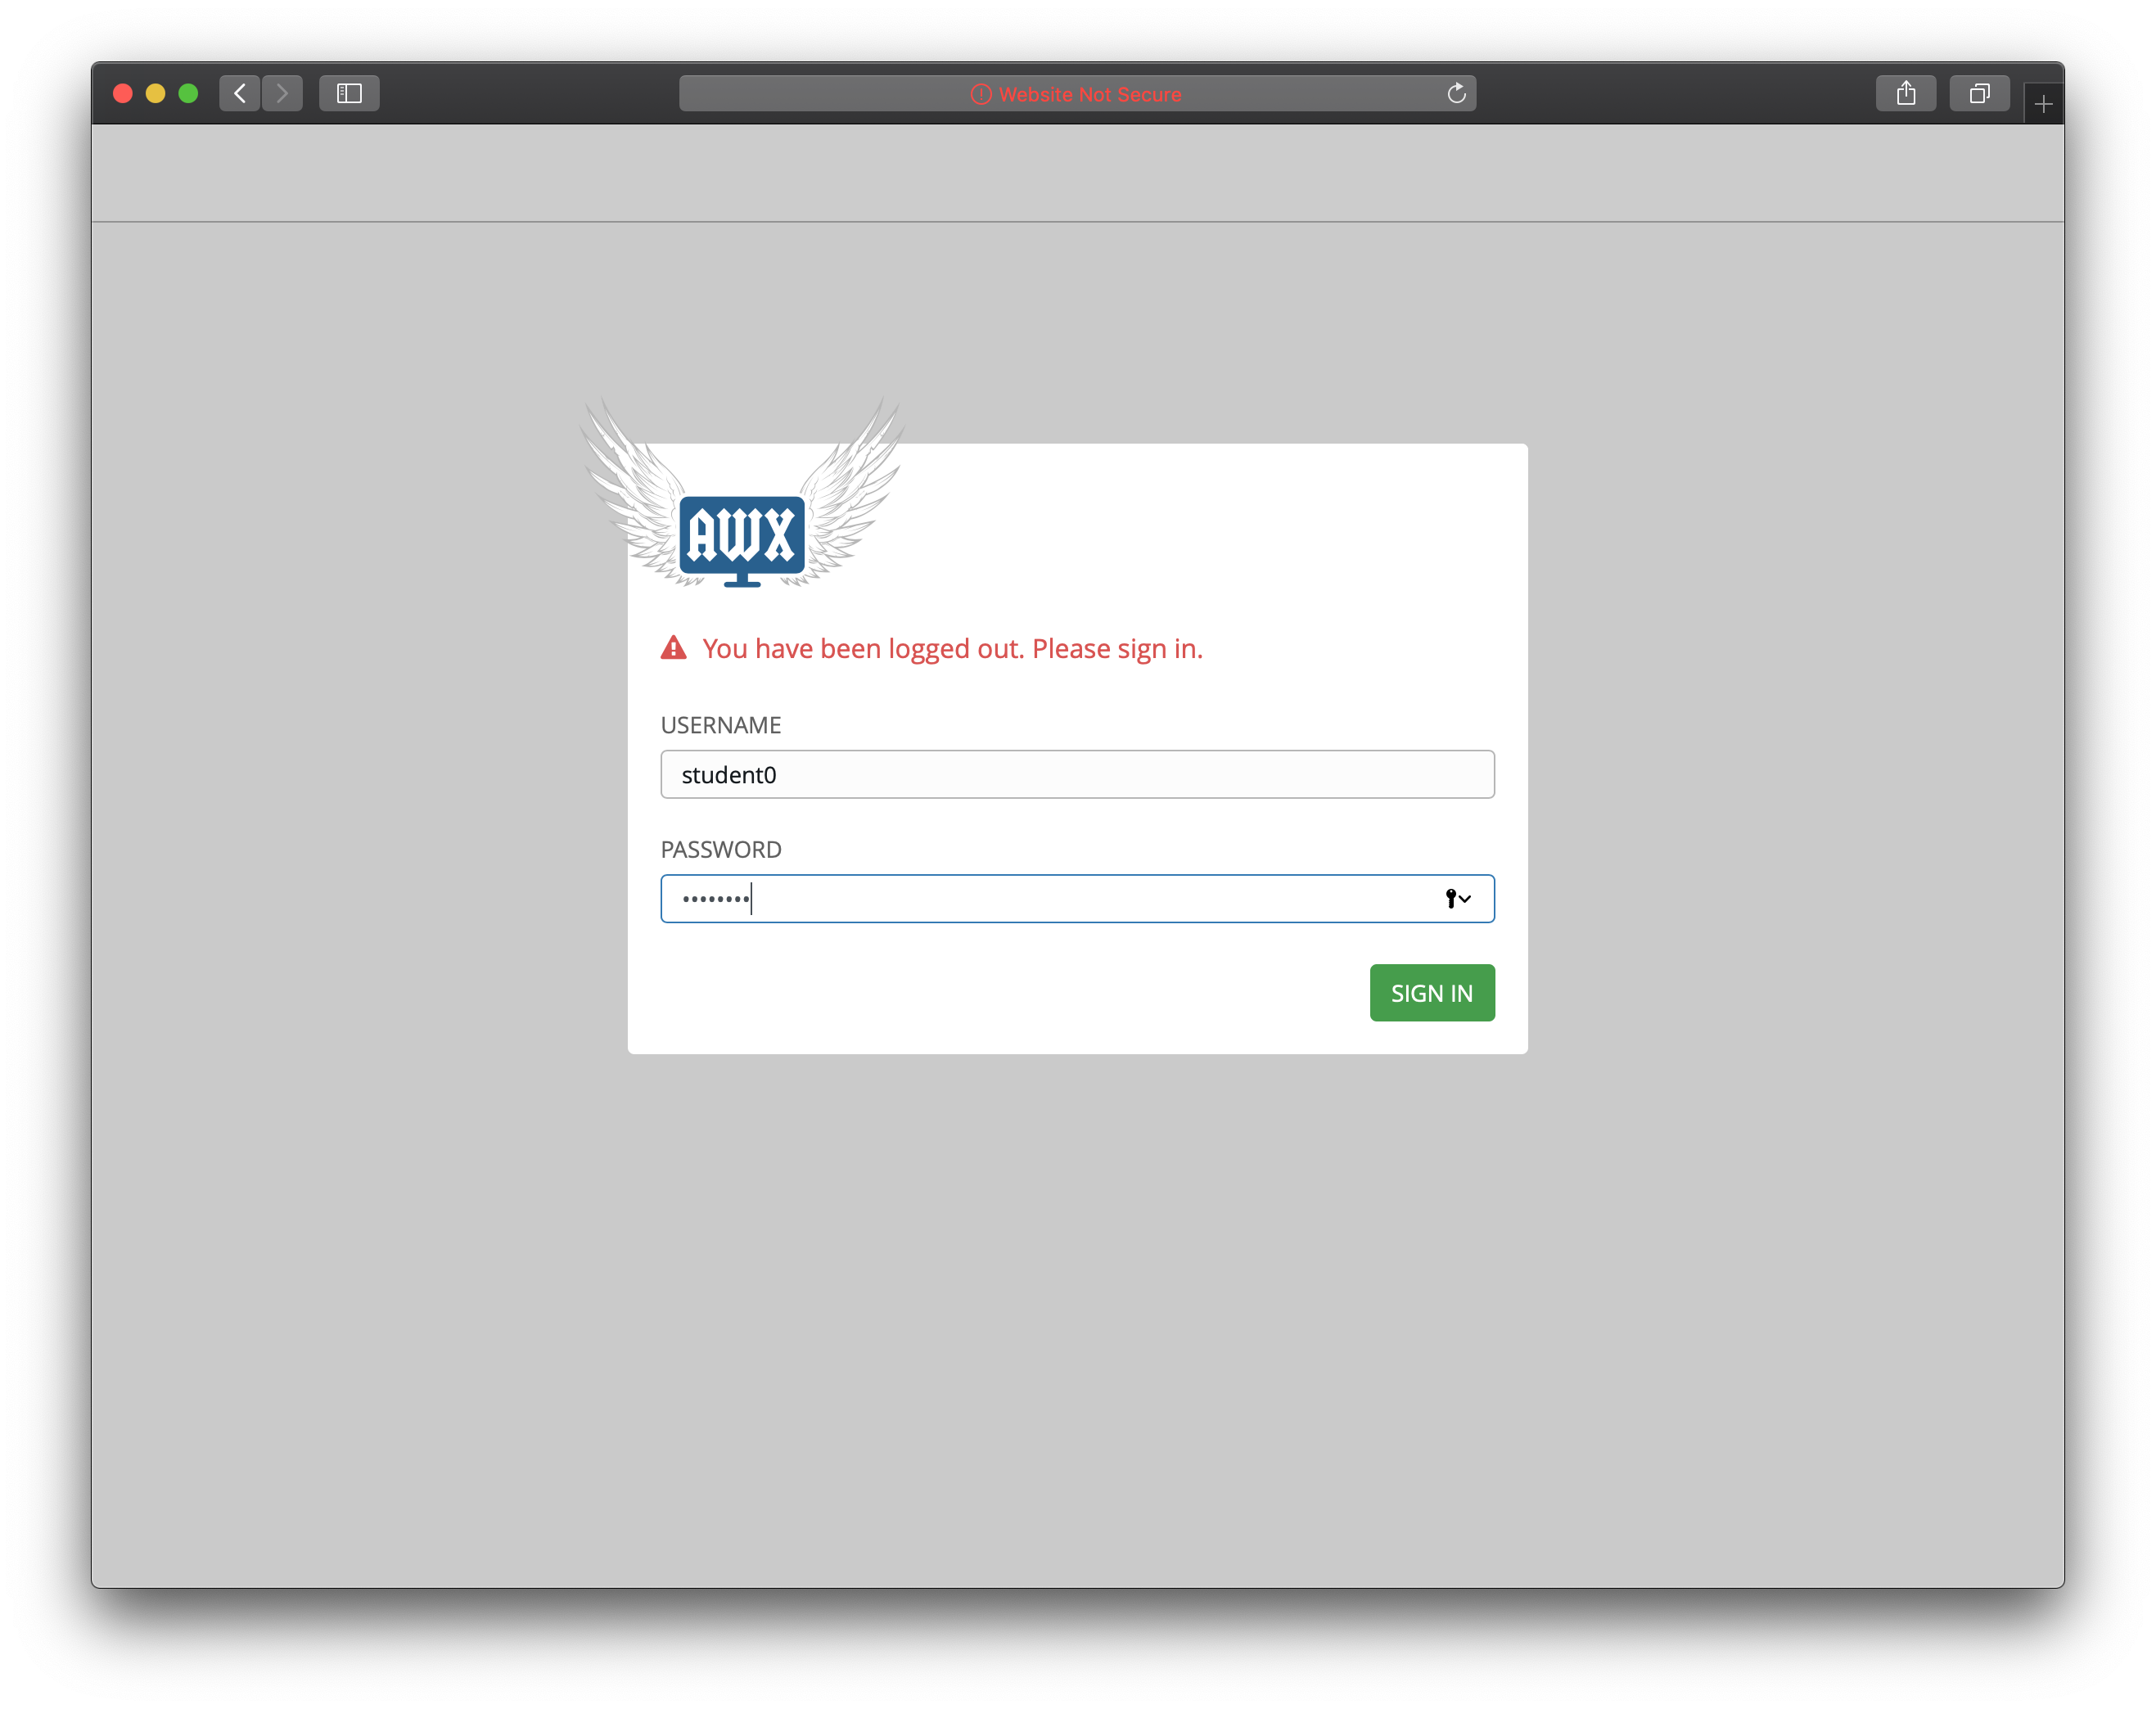 Website Not Secure
AWX
You have been logged out. Please sign in.
USERNAME
student0
PASSWORD
••••••••
SIGN IN